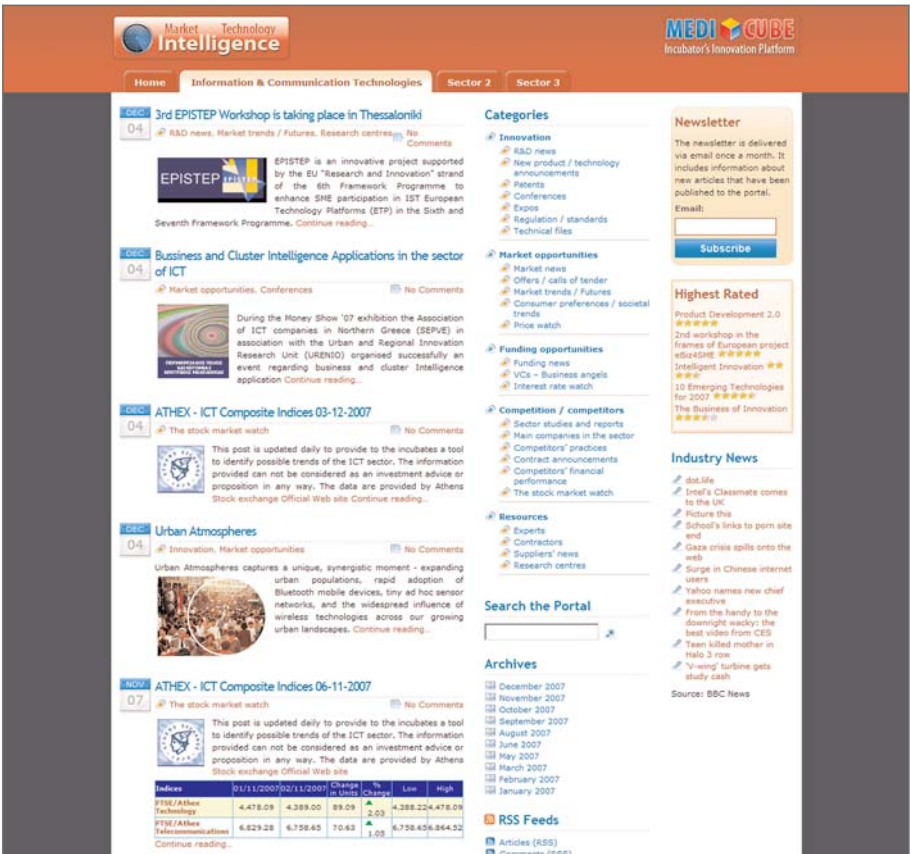 Market Technology
Intelligence
MEDI CUBE
Incubator's Innovation Platform
Home
Information & Communication Technologies
Sector 2
Sector 3
DEC
04
3rd EPISTEP Workshop is taking place in Thessaloniki
R&D news, Market trends / Futures, Research centres
No
Comments
EPISTEP
EPISTEP is an innovative project supported
by the EU "Research and Innovation" strand
of the 6th Framework Programme to
enhance SME participation in IST European
Technology Platforms (ETP) in the Sixth and
Seventh Framework Programme. Continue reading...
DEC
04
Bussiness and Cluster Intelligence Applications in the sector
of ICT
Market opportunities, Conferences
No Comments
During the Money Show '07 exhibition the Association
of ICT companies in Northern Greece (SEPVE) in
association with the Urban and Regional Innovation
Research Unit (URENIO) organised successfully an
event regarding business and cluster Intelligence
application Continue reading...
DEC
04
ATHEX - ICT Composite Indices 03-12-2007
The stock market watch
No Comments
This post is updated daily to provide to the incubates a tool
to identify possible trends of the ICT sector. The information
provided can not be considered as an investment advice or
proposition in any way. The data are provided by Athens
Stock exchange Official Web site Continue reading...
DEC
04
Urban Atmospheres
Innovation, Market opportunities
No Comments
Urban Atmospheres captures a unique, synergistic moment - expanding
urban populations, rapid adoption of
Bluetooth mobile devices, tiny ad hoc sensor
networks, and the widespread influence of
wireless technologies across our growing
urban landscapes. Continue reading...
NOV
07
ATHEX - ICT Composite Indices 06-11-2007
The stock market watch
No Comments
This post is updated daily to provide to the incubates a tool
to identify possible trends of the ICT sector. The information
provided can not be considered as an investment advice or
proposition in any way. The data are provided by Athens
Stock exchange Official Web site
Indices 01/11/2007 02/11/2007 Change in Units % Change Low High
FTSE/Athex Technology 4,478.09 4,389.00 89.09 2.03 4,388.22 4,478.09
FTSE/Athex Telecommunications 6,829.28 6,758.65 70.63 1.05 6,758.65 6,864.52
Continue reading...
Categories
Innovation
R&D news
New product / technology
announcements
Patents
Conferences
Expos
Regulation / standards
Technical files
Market opportunities
Market news
Offers / calls of tender
Market trends / Futures
Consumer preferences / societal
trends
Price watch
Funding opportunities
Funding news
VCs – Business angels
Interest rate watch
Competition / competitors
Sector studies and reports
Main companies in the sector
Competitors' practices
Contract announcements
Competitors' financial
performance
The stock market watch
Resources
Experts
Contractors
Suppliers' news
Research centres
Search the Portal
Archives
December 2007
November 2007
October 2007
September 2007
August 2007
June 2007
May 2007
March 2007
February 2007
January 2007
RSS Feeds
Articles (RSS)
Comments (RSS)
Newsletter
The newsletter is delivered
via email once a month. It
includes information about
new articles that have been
published to the portal.
Email:
Subscribe
Highest Rated
Product Development 2.0
2nd workshop in the
frames of European project
eBiz4SME
Intelligent Innovation
10 Emerging Technologies
for 2007
The Business of Innovation
Industry News
dot.life
Intel's Classmate comes
to the UK
Picture this
School's links to porn site
end
Gaza crisis spills onto the
web
Surge in Chinese internet
users
Yahoo names new chief
executive
From the handy to the
downright wacky: the
best video from CES
Teen killed mother in
Halo 3 row
'V-wing' turbine gets
study cash
Source: BBC News